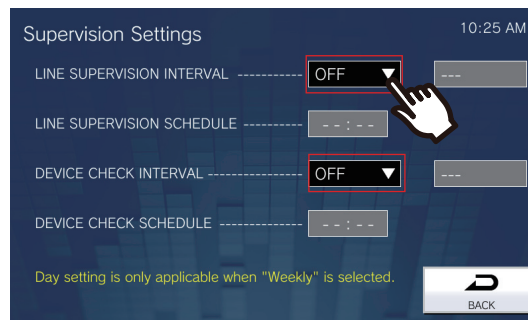 Supervision Settings 10:25 AM
LINE SUPERVISION INTERVAL ----------- OFF ▼ ---
LINE SUPERVISION SCHEDULE ---------- --:--
DEVICE CHECK INTERVAL --------------- OFF ▼ ---
DEVICE CHECK SCHEDULE ------------- --:--
Day setting is only applicable when "Weekly" is selected.
BACK